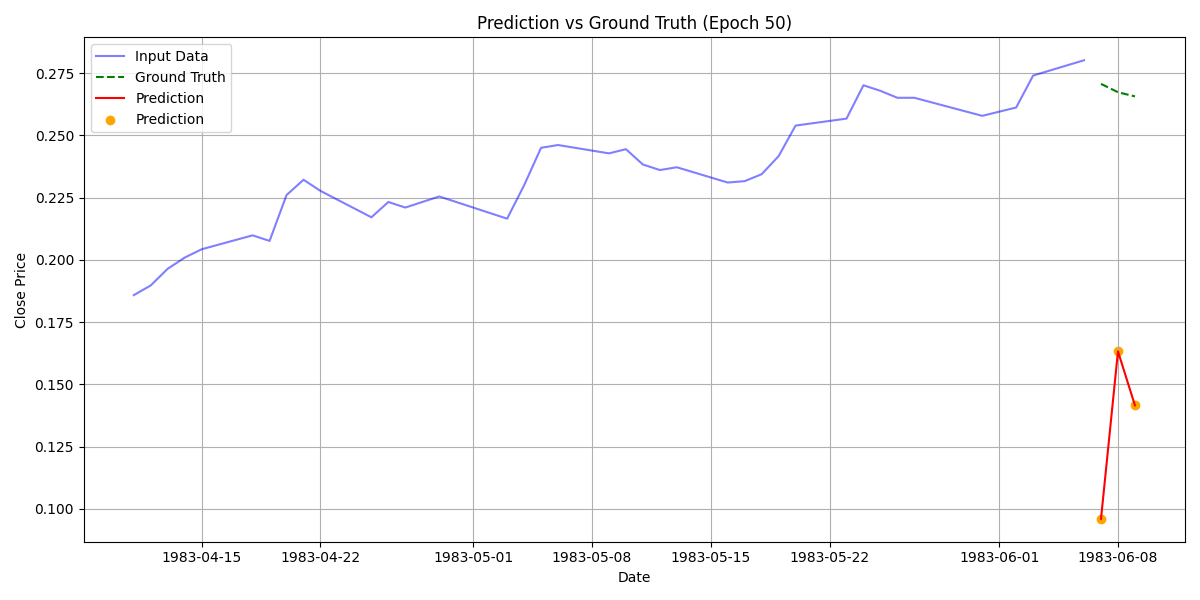 Prediction vs Ground Truth (Epoch 50)
Input Data
Ground Truth
Prediction
Prediction
Close Price
0.275
0.250
0.225
0.200
0.175
0.150
0.125
0.100
1983-04-15
1983-04-22
1983-05-01
1983-05-08
1983-05-15
1983-05-22
1983-06-01
1983-06-08
Date